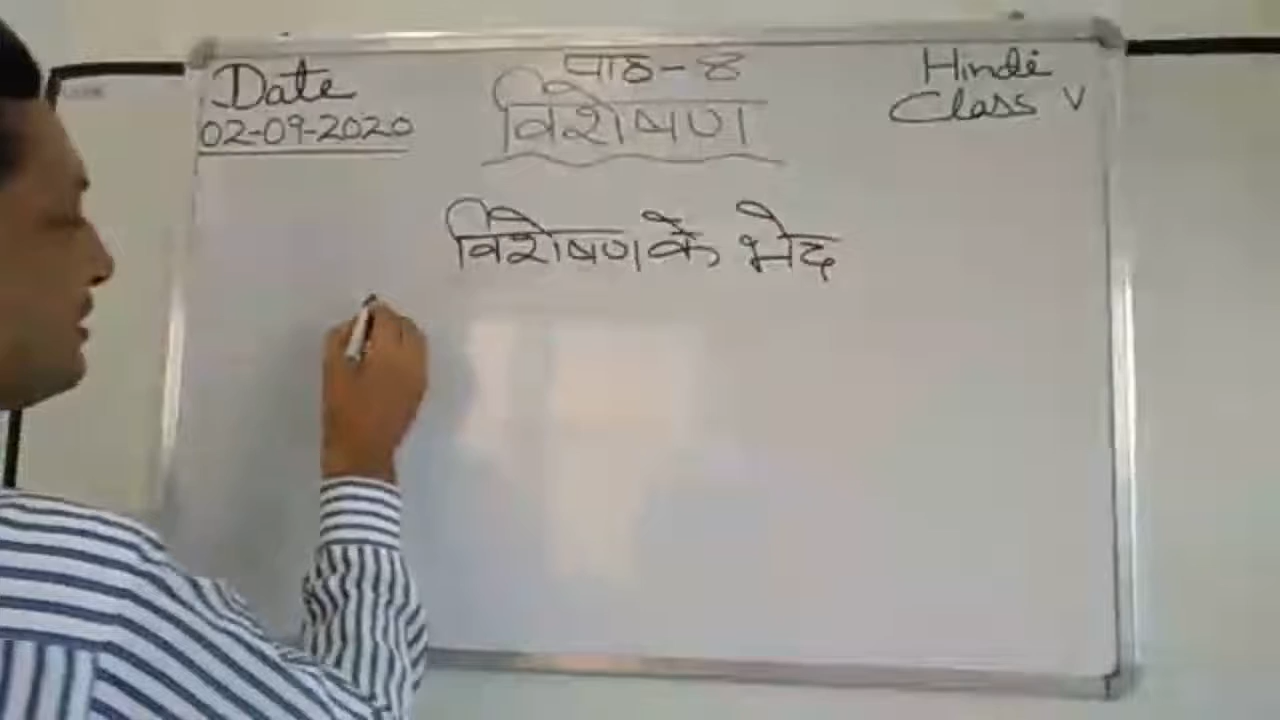 Date
02-09-2020
पाठ-8
विशेषण
Hindi
Class V
विशेषण के भेद